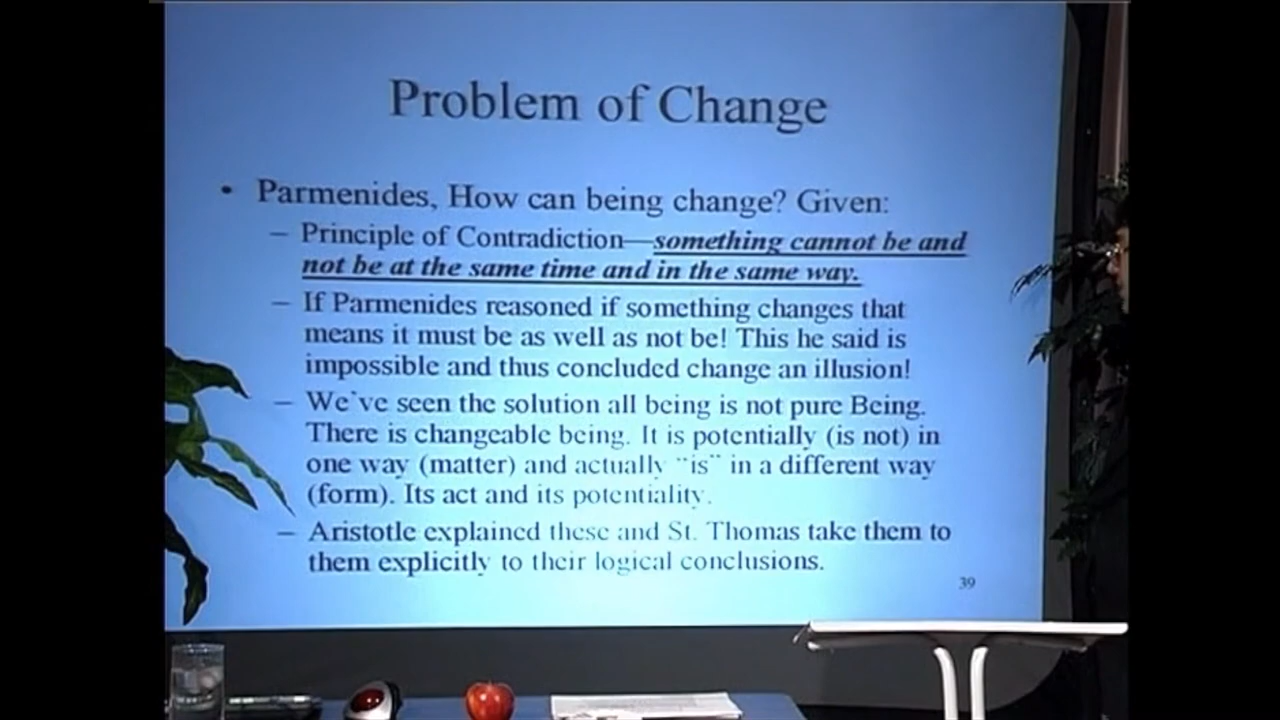 Problem of Change
• Parmenides, How can being change? Given:
– Principle of Contradiction—something cannot be and
not be at the same time and in the same way.
– If Parmenides reasoned if something changes that
means it must be as well as not be! This he said is
impossible and thus concluded change an illusion!
– We've seen the solution all being is not pure Being.
There is changeable being. It is potentially (is not) in
one way (matter) and actually "is" in a different way
(form). Its act and its potentiality.
– Aristotle explained these and St. Thomas take them to
them explicitly to their logical conclusions.
39